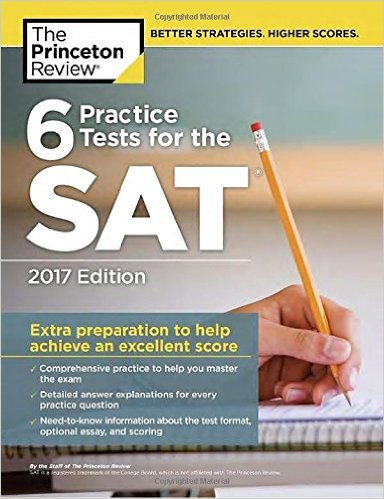 Copyrighted Material
The
Princeton
Review®
BETTER STRATEGIES. HIGHER SCORES.
6 Practice
Tests for the
SAT®
2017 Edition
Extra preparation to help
achieve an excellent score
✓ Comprehensive practice to help you master
the exam
✓ Detailed answer explanations for every
practice question
✓ Need-to-know information about the test format,
optional essay, and scoring
By the Staff of The Princeton Review
SAT is a registered trademark of the College Board, which is not affiliated with The Princeton Review.
Copyrighted Material